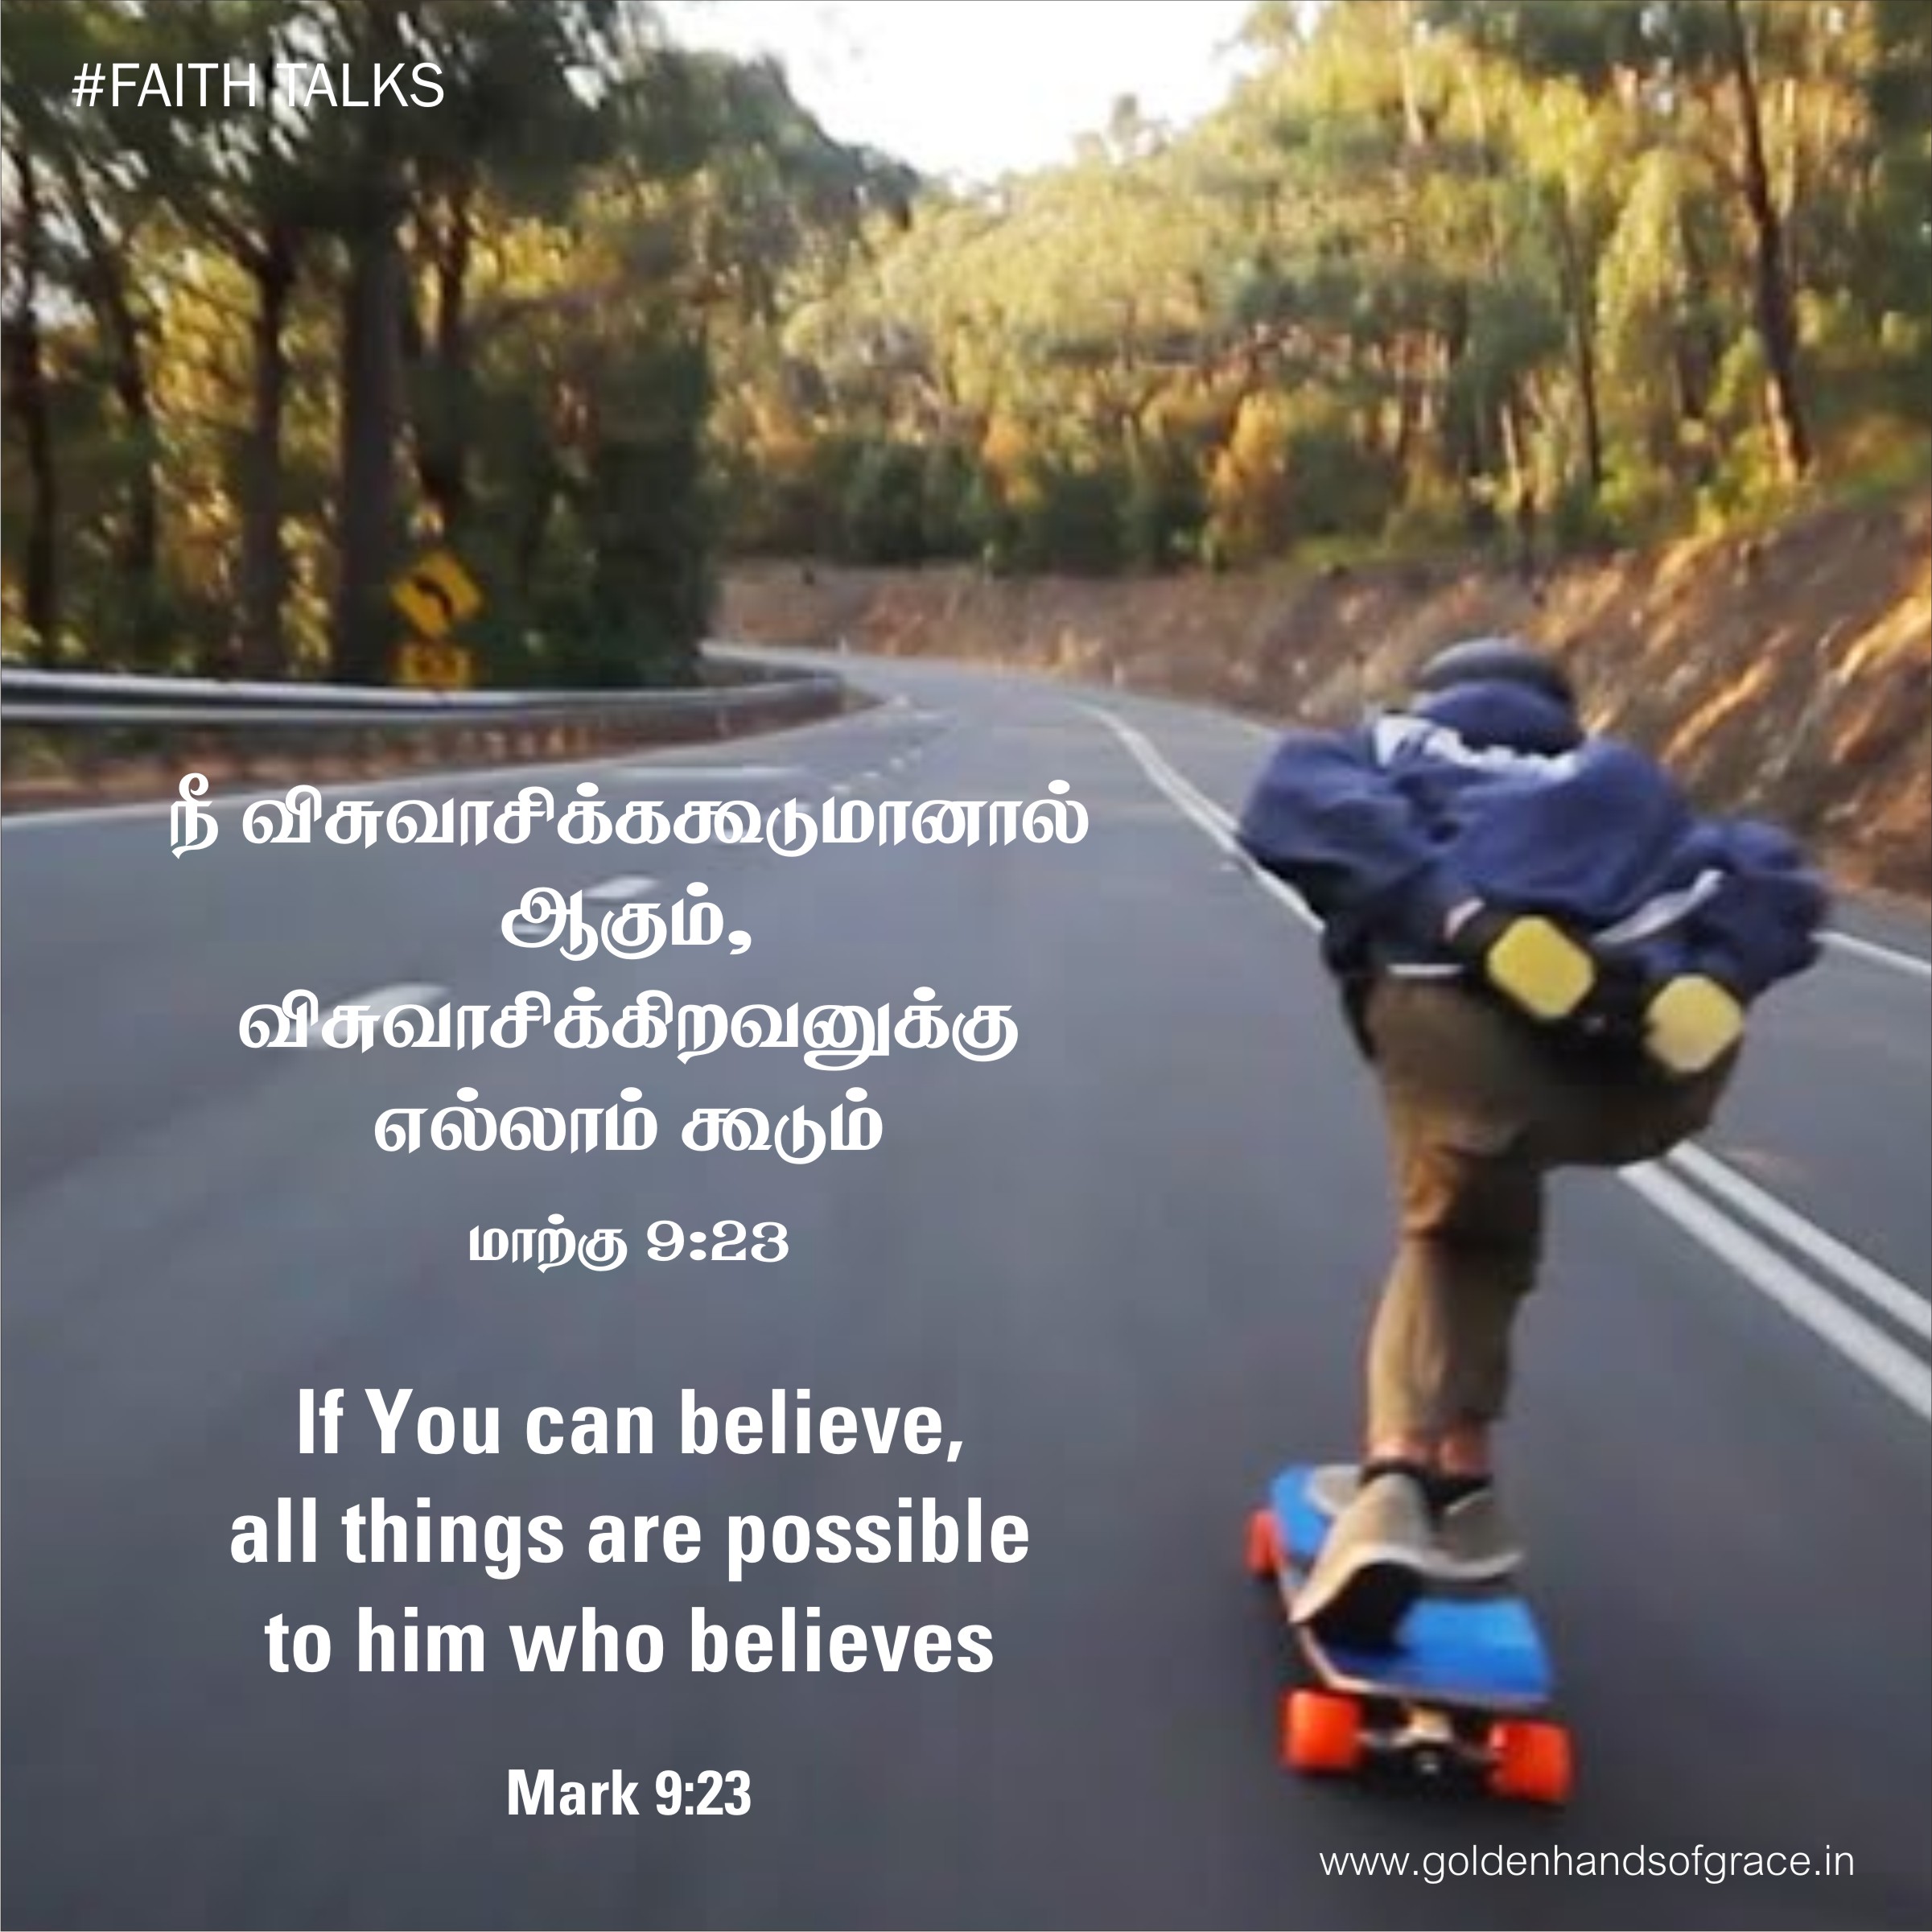 #FAITH TALKS
நீ விசுவாசிக்ககூடுமானால்
ஆகும்,
விசுவாசிக்கிறவனுக்கு
எல்லாம் கூடும்
மாற்கு 9:23
If You can believe,
all things are possible
to him who believes
Mark 9:23
www.goldenhandsofgrace.in